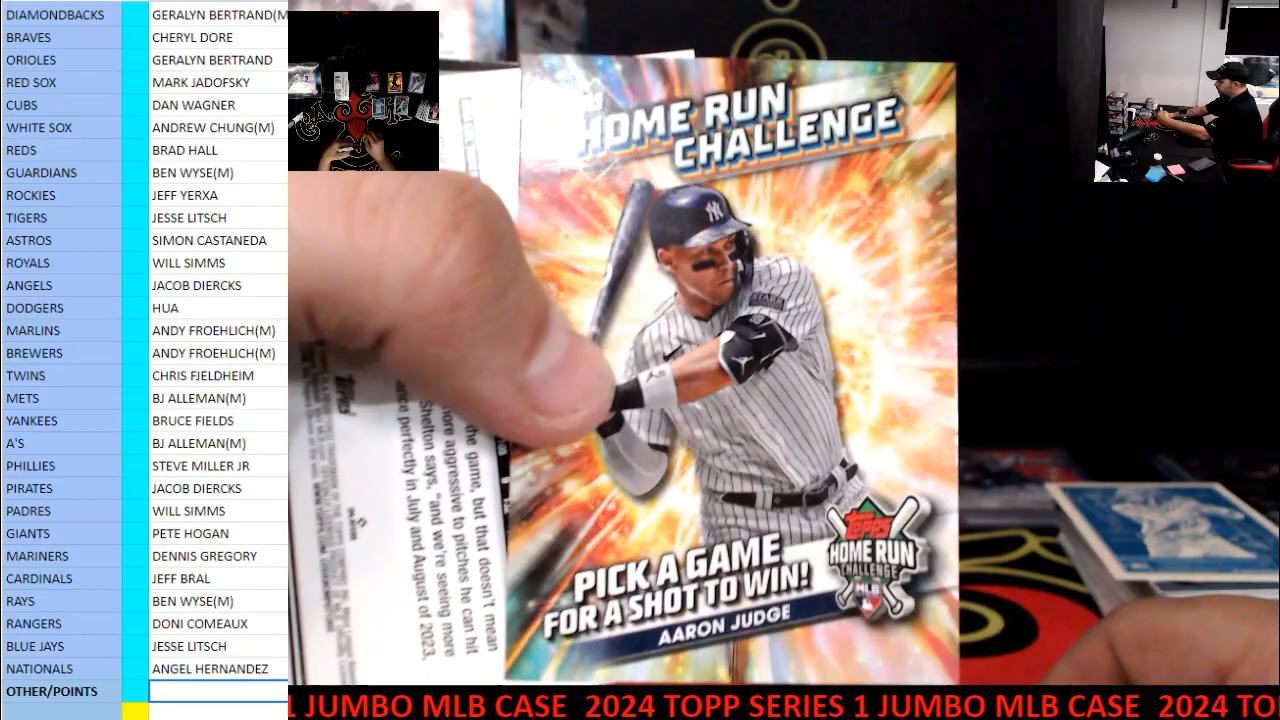 DIAMONDBACKS GERALYN BERTRAND(M
BRAVES CHERYL DORE
ORIOLES GERALYN BERTRAND
RED SOX MARK JADOFSKY
CUBS DAN WAGNER
WHITE SOX ANDREW CHUNG(M)
REDS BRAD HALL
GUARDIANS BEN WYSE(M)
ROCKIES JEFF YERXA
TIGERS JESSE LITSCH
ASTROS SIMON CASTANEDA
ROYALS WILL SIMMS
ANGELS JACOB DIERCKS
DODGERS HUA
MARLINS ANDY FROEHLICH(M)
BREWERS ANDY FROEHLICH(M)
TWINS CHRIS FJELDHEIM
METS BJ ALLEMAN(M)
YANKEES BRUCE FIELDS
A'S BJ ALLEMAN(M)
PHILLIES STEVE MILLER JR
PIRATES JACOB DIERCKS
PADRES WILL SIMMS
GIANTS PETE HOGAN
MARINERS DENNIS GREGORY
CARDINALS JEFF BRAL
RAYS BEN WYSE(M)
RANGERS DONI COMEAUX
BLUE JAYS JESSE LITSCH
NATIONALS ANGEL HERNANDEZ
OTHER/POINTS
HOME RUN
CHALLENGE
NY
STARR
PICK A GAME
FOR A SHOT TO WIN!
AARON JUDGE
TOPPS
HOME RUN
CHALLENGE
MLB
the game, but that doesn't mean
more aggressive to pitches he can hit
Shelton says, "and we're seeing more
ance perfectly in July and August of 2023.
TOPPS
1 JUMBO MLB CASE 2024 TOPP SERIES 1 JUMBO MLB CASE 2024 TO